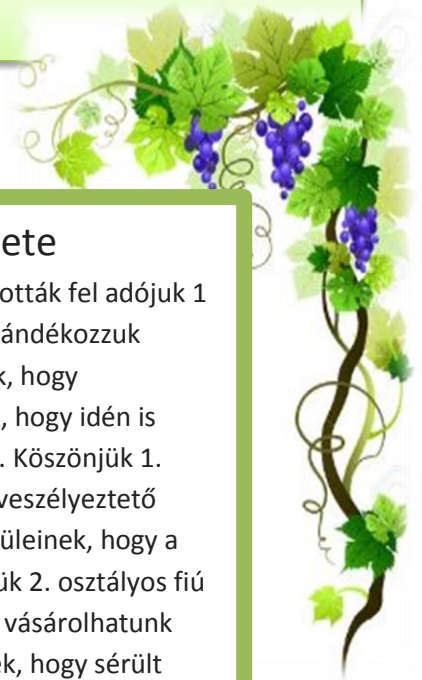 ete
ották fel adójuk 1
ándékozzuk
k, hogy
, hogy idén is
. Köszönjük 1.
veszélyeztető
üleinek, hogy a
ük 2. osztályos fiú
vásárolhatunk
ek, hogy sérült